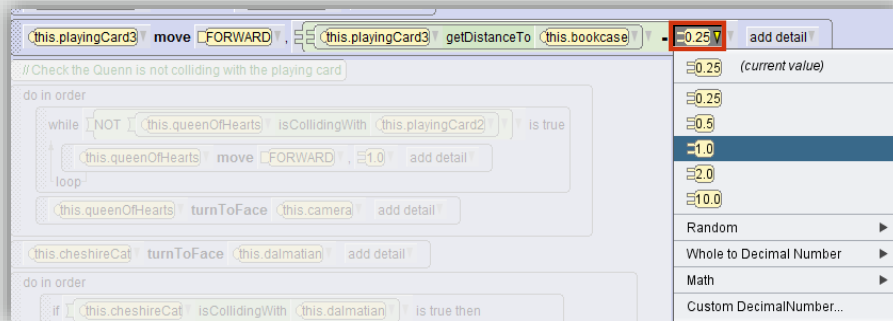 this.playingCard3 move FORWARD , this.playingCard3 getDistanceTo this.bookcase - 0.25 add detail
0.25 (current value)
0.25
0.5
1.0
2.0
10.0
Random
Whole to Decimal Number
Math
Custom DecimalNumber...
// Check the Quenn is not colliding with the playing card
do in order
while NOT this.queenOfHearts isCollidingWith this.playingCard2 is true
this.queenOfHearts move FORWARD , 1.0 add detail
loop
this.queenOfHearts turnToFace this.camera add detail
this.cheshireCat turnToFace this.dalmatian add detail
do in order
if this.cheshireCat isCollidingWith this.dalmatian is true then